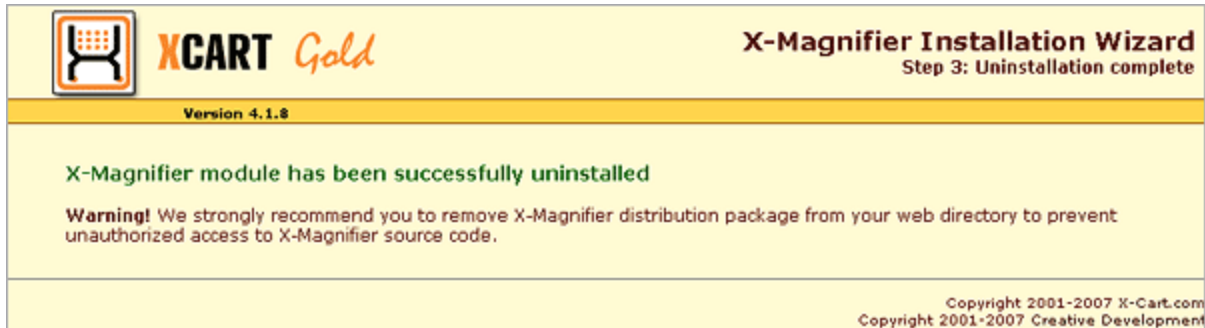 XCART Gold
X-Magnifier Installation Wizard
Step 3: Uninstallation complete
Version 4.1.8
X-Magnifier module has been successfully uninstalled
Warning! We strongly recommend you to remove X-Magnifier distribution package from your web directory to prevent
unauthorized access to X-Magnifier source code.
Copyright 2001-2007 X-Cart.com
Copyright 2001-2007 Creative Development